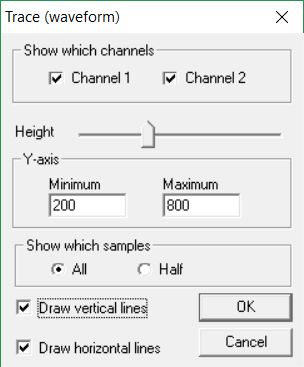 Trace (waveform)
Show which channels
Channel 1 Channel 2
Height
Y-axis
Minimum Maximum
200 800
Show which samples
All Half
Draw vertical lines OK
Draw horizontal lines Cancel